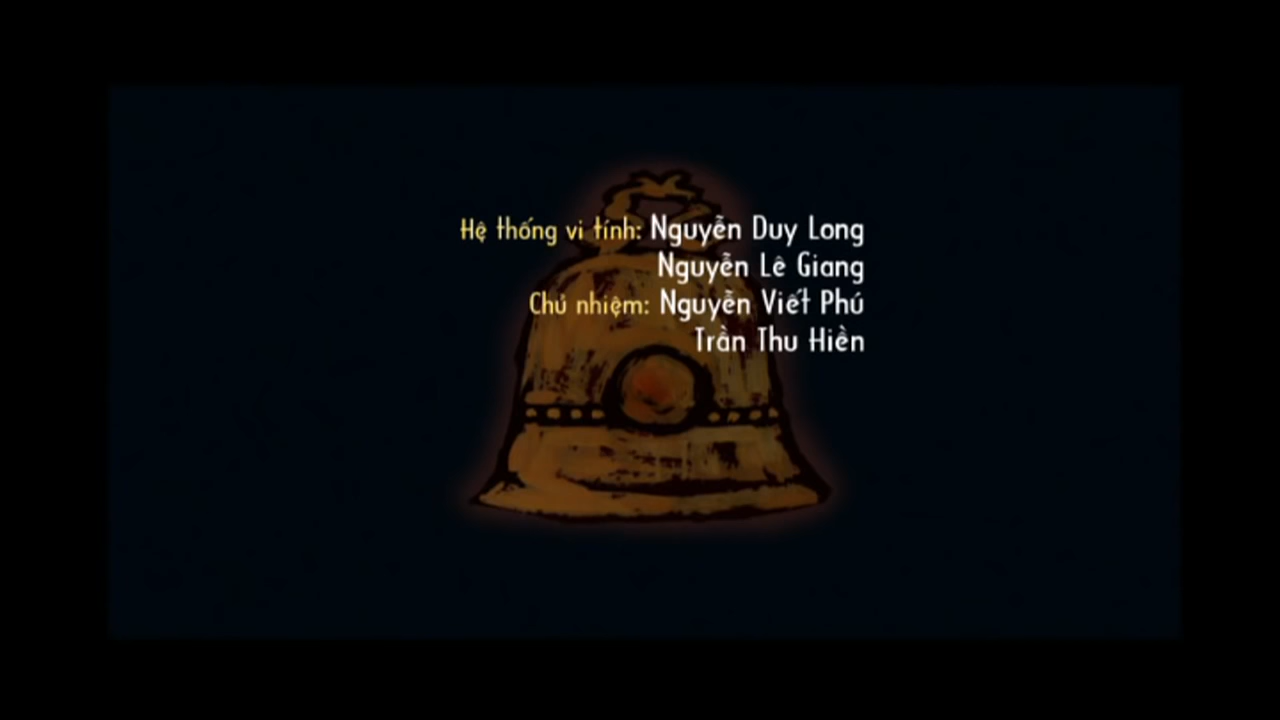 Hệ thống vi tính: Nguyễn Duy Long
Nguyễn Lê Giang
Chủ nhiệm: Nguyễn Viết Phú
Trần Thu Hiền